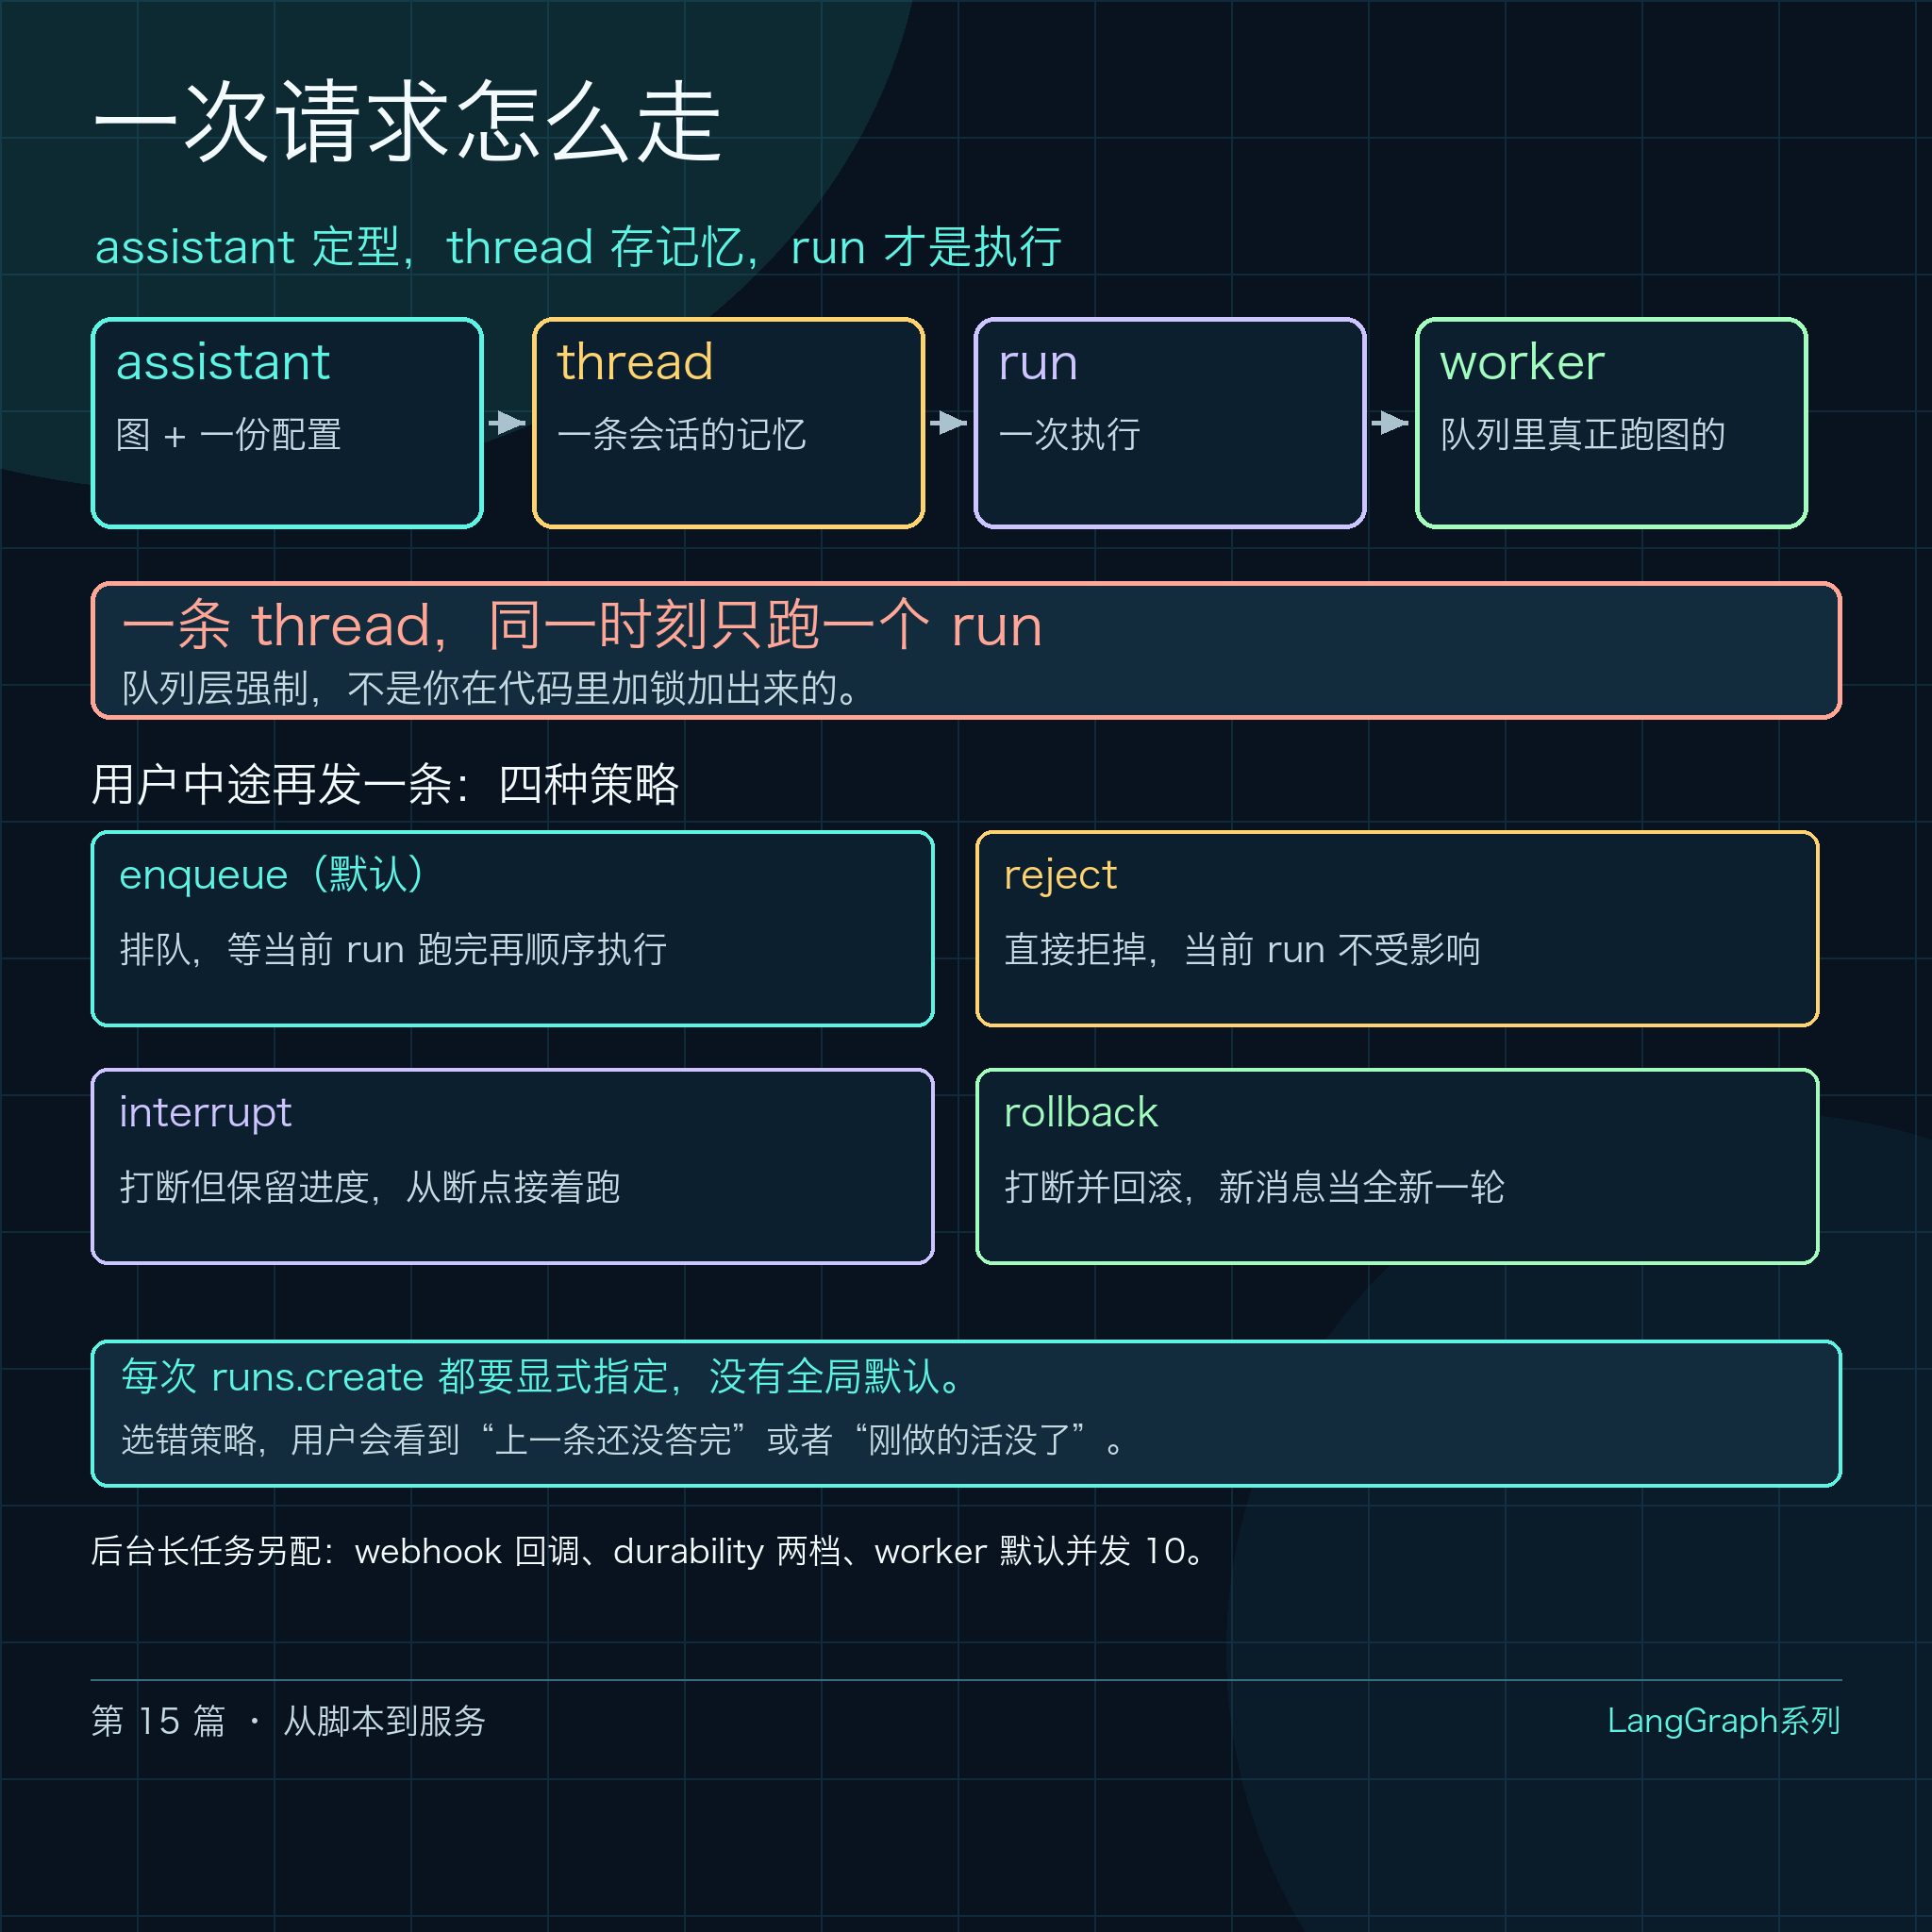 一次请求怎么走
assistant 定型，thread 存记忆，run 才是执行
assistant
图 + 一份配置
thread
一条会话的记忆
run
一次执行
worker
队列里真正跑图的
一条 thread，同一时刻只跑一个 run
队列层强制，不是你在代码里加锁加出来的。
用户中途再发一条：四种策略
enqueue（默认）
排队，等当前 run 跑完再顺序执行
reject
直接拒掉，当前 run 不受影响
interrupt
打断但保留进度，从断点接着跑
rollback
打断并回滚，新消息当全新一轮
每次 runs.create 都要显式指定，没有全局默认。
选错策略，用户会看到“上一条还没答完”或者“刚做的活没了”。
后台长任务另配：webhook 回调、durability 两档、worker 默认并发 10。
第 15 篇 · 从脚本到服务
LangGraph系列